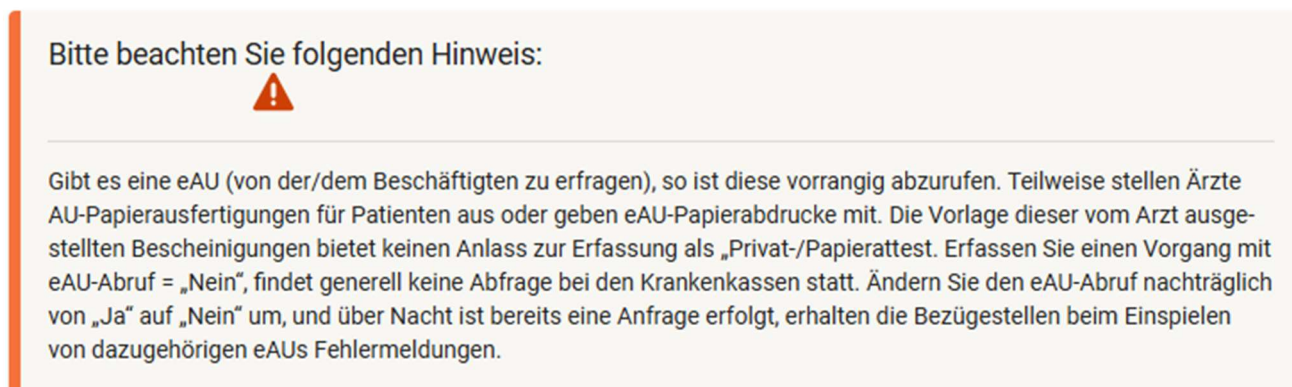 Bitte beachten Sie folgenden Hinweis:
Gibt es eine eAU (von der/dem Beschäftigten zu erfragen), so ist diese vorrangig abzurufen. Teilweise stellen Ärzte
AU-Papierausfertigungen für Patienten aus oder geben eAU-Papierabdrucke mit. Die Vorlage dieser vom Arzt ausge-
stellten Bescheinigungen bietet keinen Anlass zur Erfassung als „Privat-/Papierattest. Erfassen Sie einen Vorgang mit
eAU-Abruf = „Nein“, findet generell keine Abfrage bei den Krankenkassen statt. Ändern Sie den eAU-Abruf nachträglich
von „Ja“ auf „Nein“ um, und über Nacht ist bereits eine Anfrage erfolgt, erhalten die Bezügestellen beim Einspielen
von dazugehörigen eAUs Fehlermeldungen.